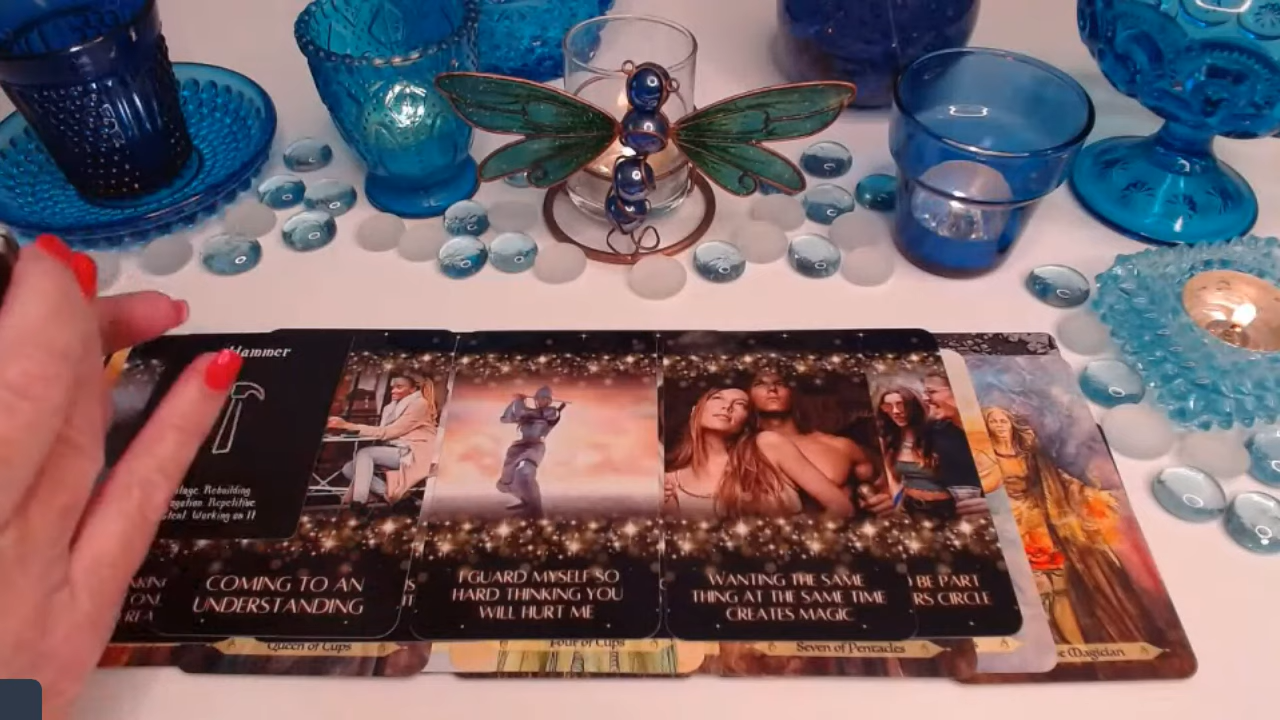 Hammer
Rebuilding
Repetitive
Working on It
COMING TO AN
UNDERSTANDING
I GUARD MYSELF SO
HARD THINKING YOU
WILL HURT ME
WANTING THE SAME
THING AT THE SAME TIME
CREATES MAGIC
BE PART
CIRCLE
Queen of Cups
Four of Cups
Seven of Pentacles
Magician